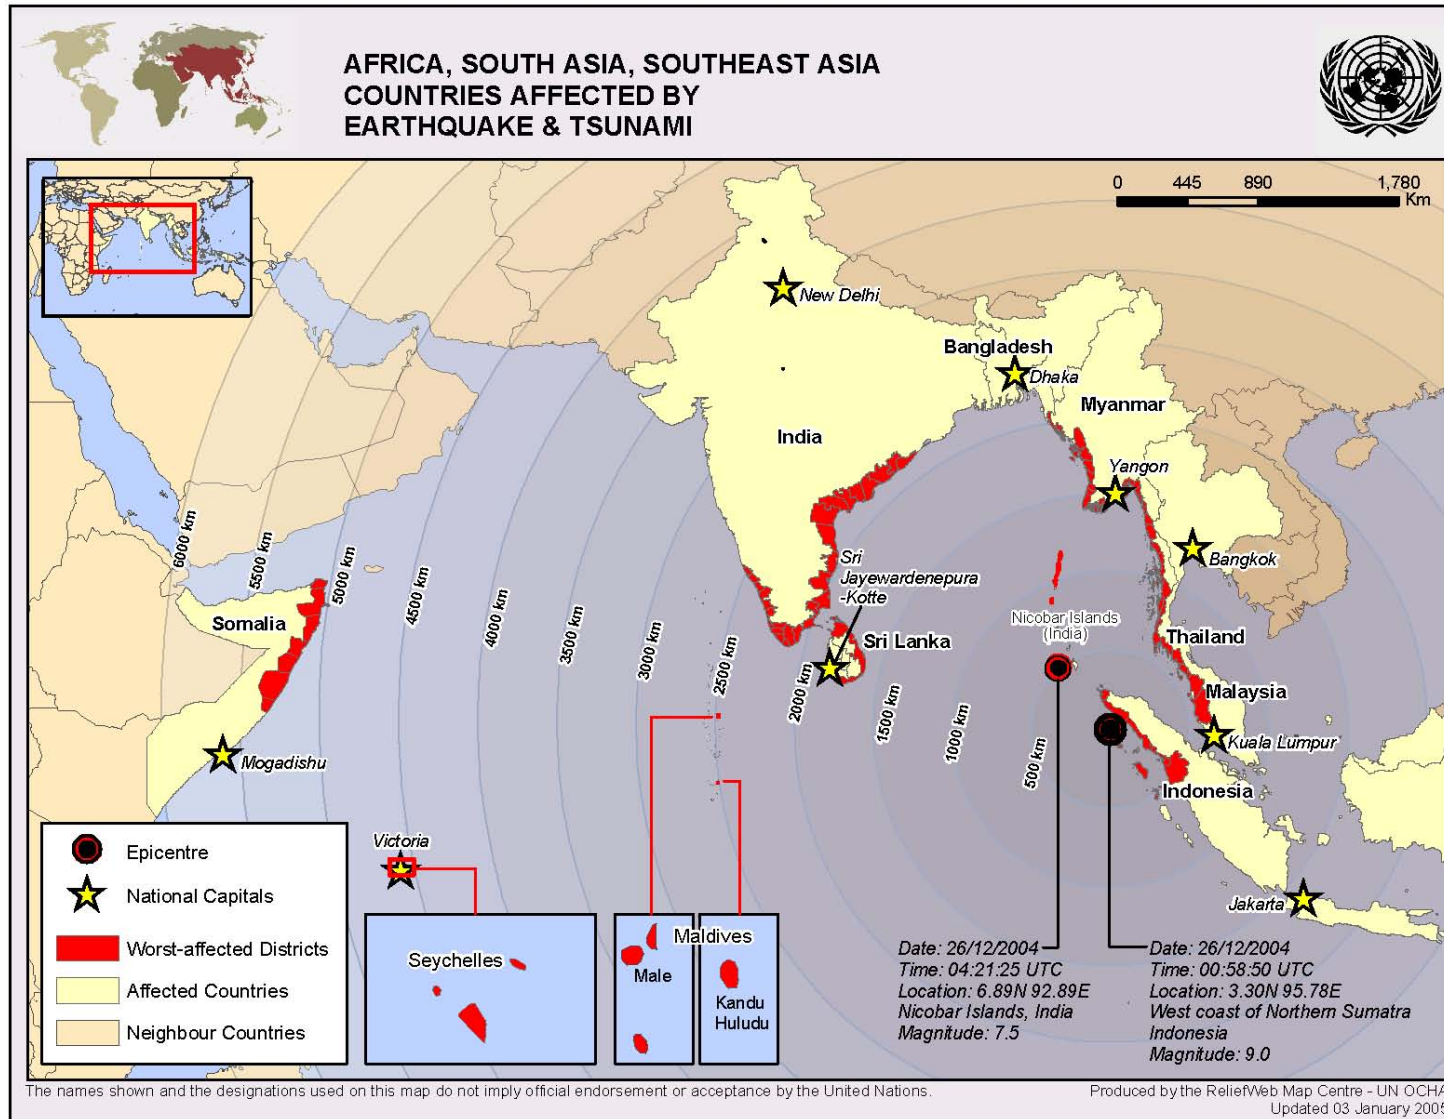 AFRICA, SOUTH ASIA, SOUTHEAST ASIA
COUNTRIES AFFECTED BY
EARTHQUAKE & TSUNAMI
0 445 890 1,780
Km
New Delhi
Bangladesh
Dhaka
Myanmar
India
Yangon
6000 km
5500 km
5000 km
4500 km
4000 km
3500 km
3000 km
2500 km
2000 km
1500 km
1000 km
500 km
Sri
Jayewardenepura
-Kotte
Bangkok
Nicobar Islands
(India)
Somalia
Sri Lanka
Thailand
Malaysia
Kuala Lumpur
Mogadishu
Indonesia
Victoria
Jakarta
Epicentre
National Capitals
Worst-affected Districts
Affected Countries
Neighbour Countries
Seychelles
Maldives
Male
Kandu
Huludu
Date: 26/12/2004
Time: 04:21:25 UTC
Location: 6.89N 92.89E
Nicobar Islands, India
Magnitude: 7.5
Date: 26/12/2004
Time: 00:58:50 UTC
Location: 3.30N 95.78E
West coast of Northern Sumatra
Indonesia
Magnitude: 9.0
The names shown and the designations used on this map do not imply official endorsement or acceptance by the United Nations.
Produced by the ReliefWeb Map Centre - UN OCHA
Updated 03 January 2005